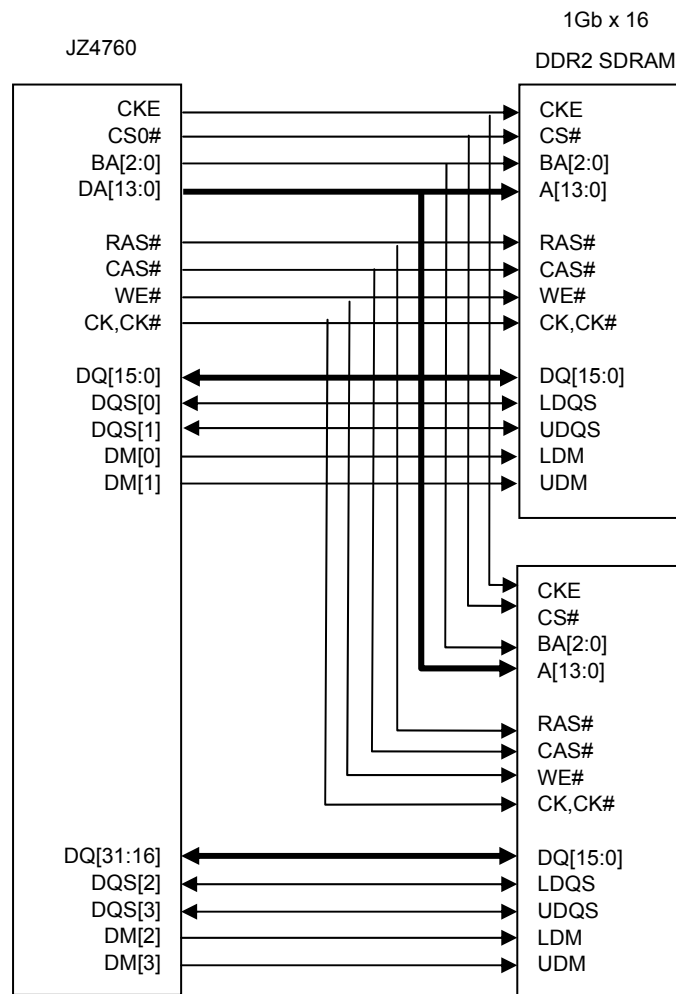 JZ4760
1Gb x 16
DDR2 SDRAM
CKE
CS0#
BA[2:0]
DA[13:0]
RAS#
CAS#
WE#
CK,CK#
DQ[15:0]
DQS[0]
DQS[1]
DM[0]
DM[1]
DQ[31:16]
DQS[2]
DQS[3]
DM[2]
DM[3]
CKE
CS#
BA[2:0]
A[13:0]
RAS#
CAS#
WE#
CK,CK#
DQ[15:0]
LDQS
UDQS
LDM
UDM
CKE
CS#
BA[2:0]
A[13:0]
RAS#
CAS#
WE#
CK,CK#
DQ[15:0]
LDQS
UDQS
LDM
UDM